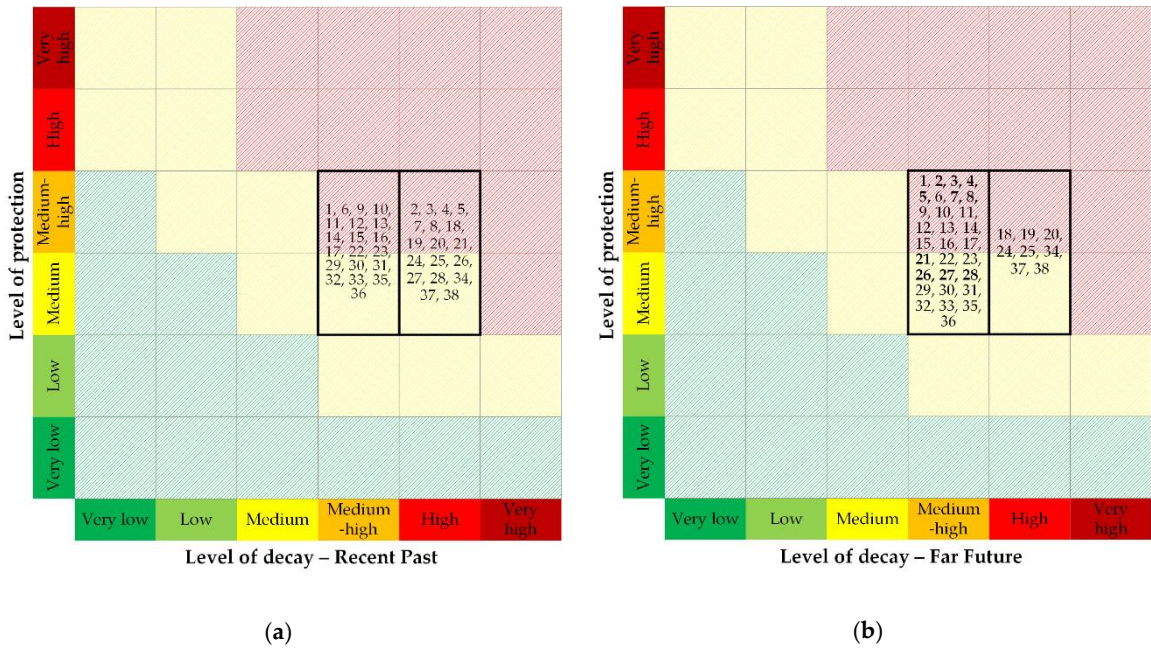 Level of protection
Very high
High
Medium-high
Medium
Low
Very low
1, 6, 9, 10,
11, 12, 13,
14, 15, 16,
17, 22, 23,
29, 30, 31,
32, 33, 35,
36
2, 3, 4, 5,
7, 8, 18,
19, 20, 21,
24, 25, 26,
27, 28, 34,
37, 38
Very low
Low
Medium
Medium
-high
High
Very
high
Level of decay – Recent Past
(a)
Level of protection
Very high
High
Medium-high
Medium
Low
Very low
1, 2, 3, 4,
5, 6, 7, 8,
9, 10, 11,
12, 13, 14,
15, 16, 17,
21, 22, 23,
26, 27, 28,
29, 30, 31,
32, 33, 35,
36
18, 19, 20,
24, 25, 34,
37, 38
Very low
Low
Medium
Medium
-high
High
Very
high
Level of decay – Far Future
(b)